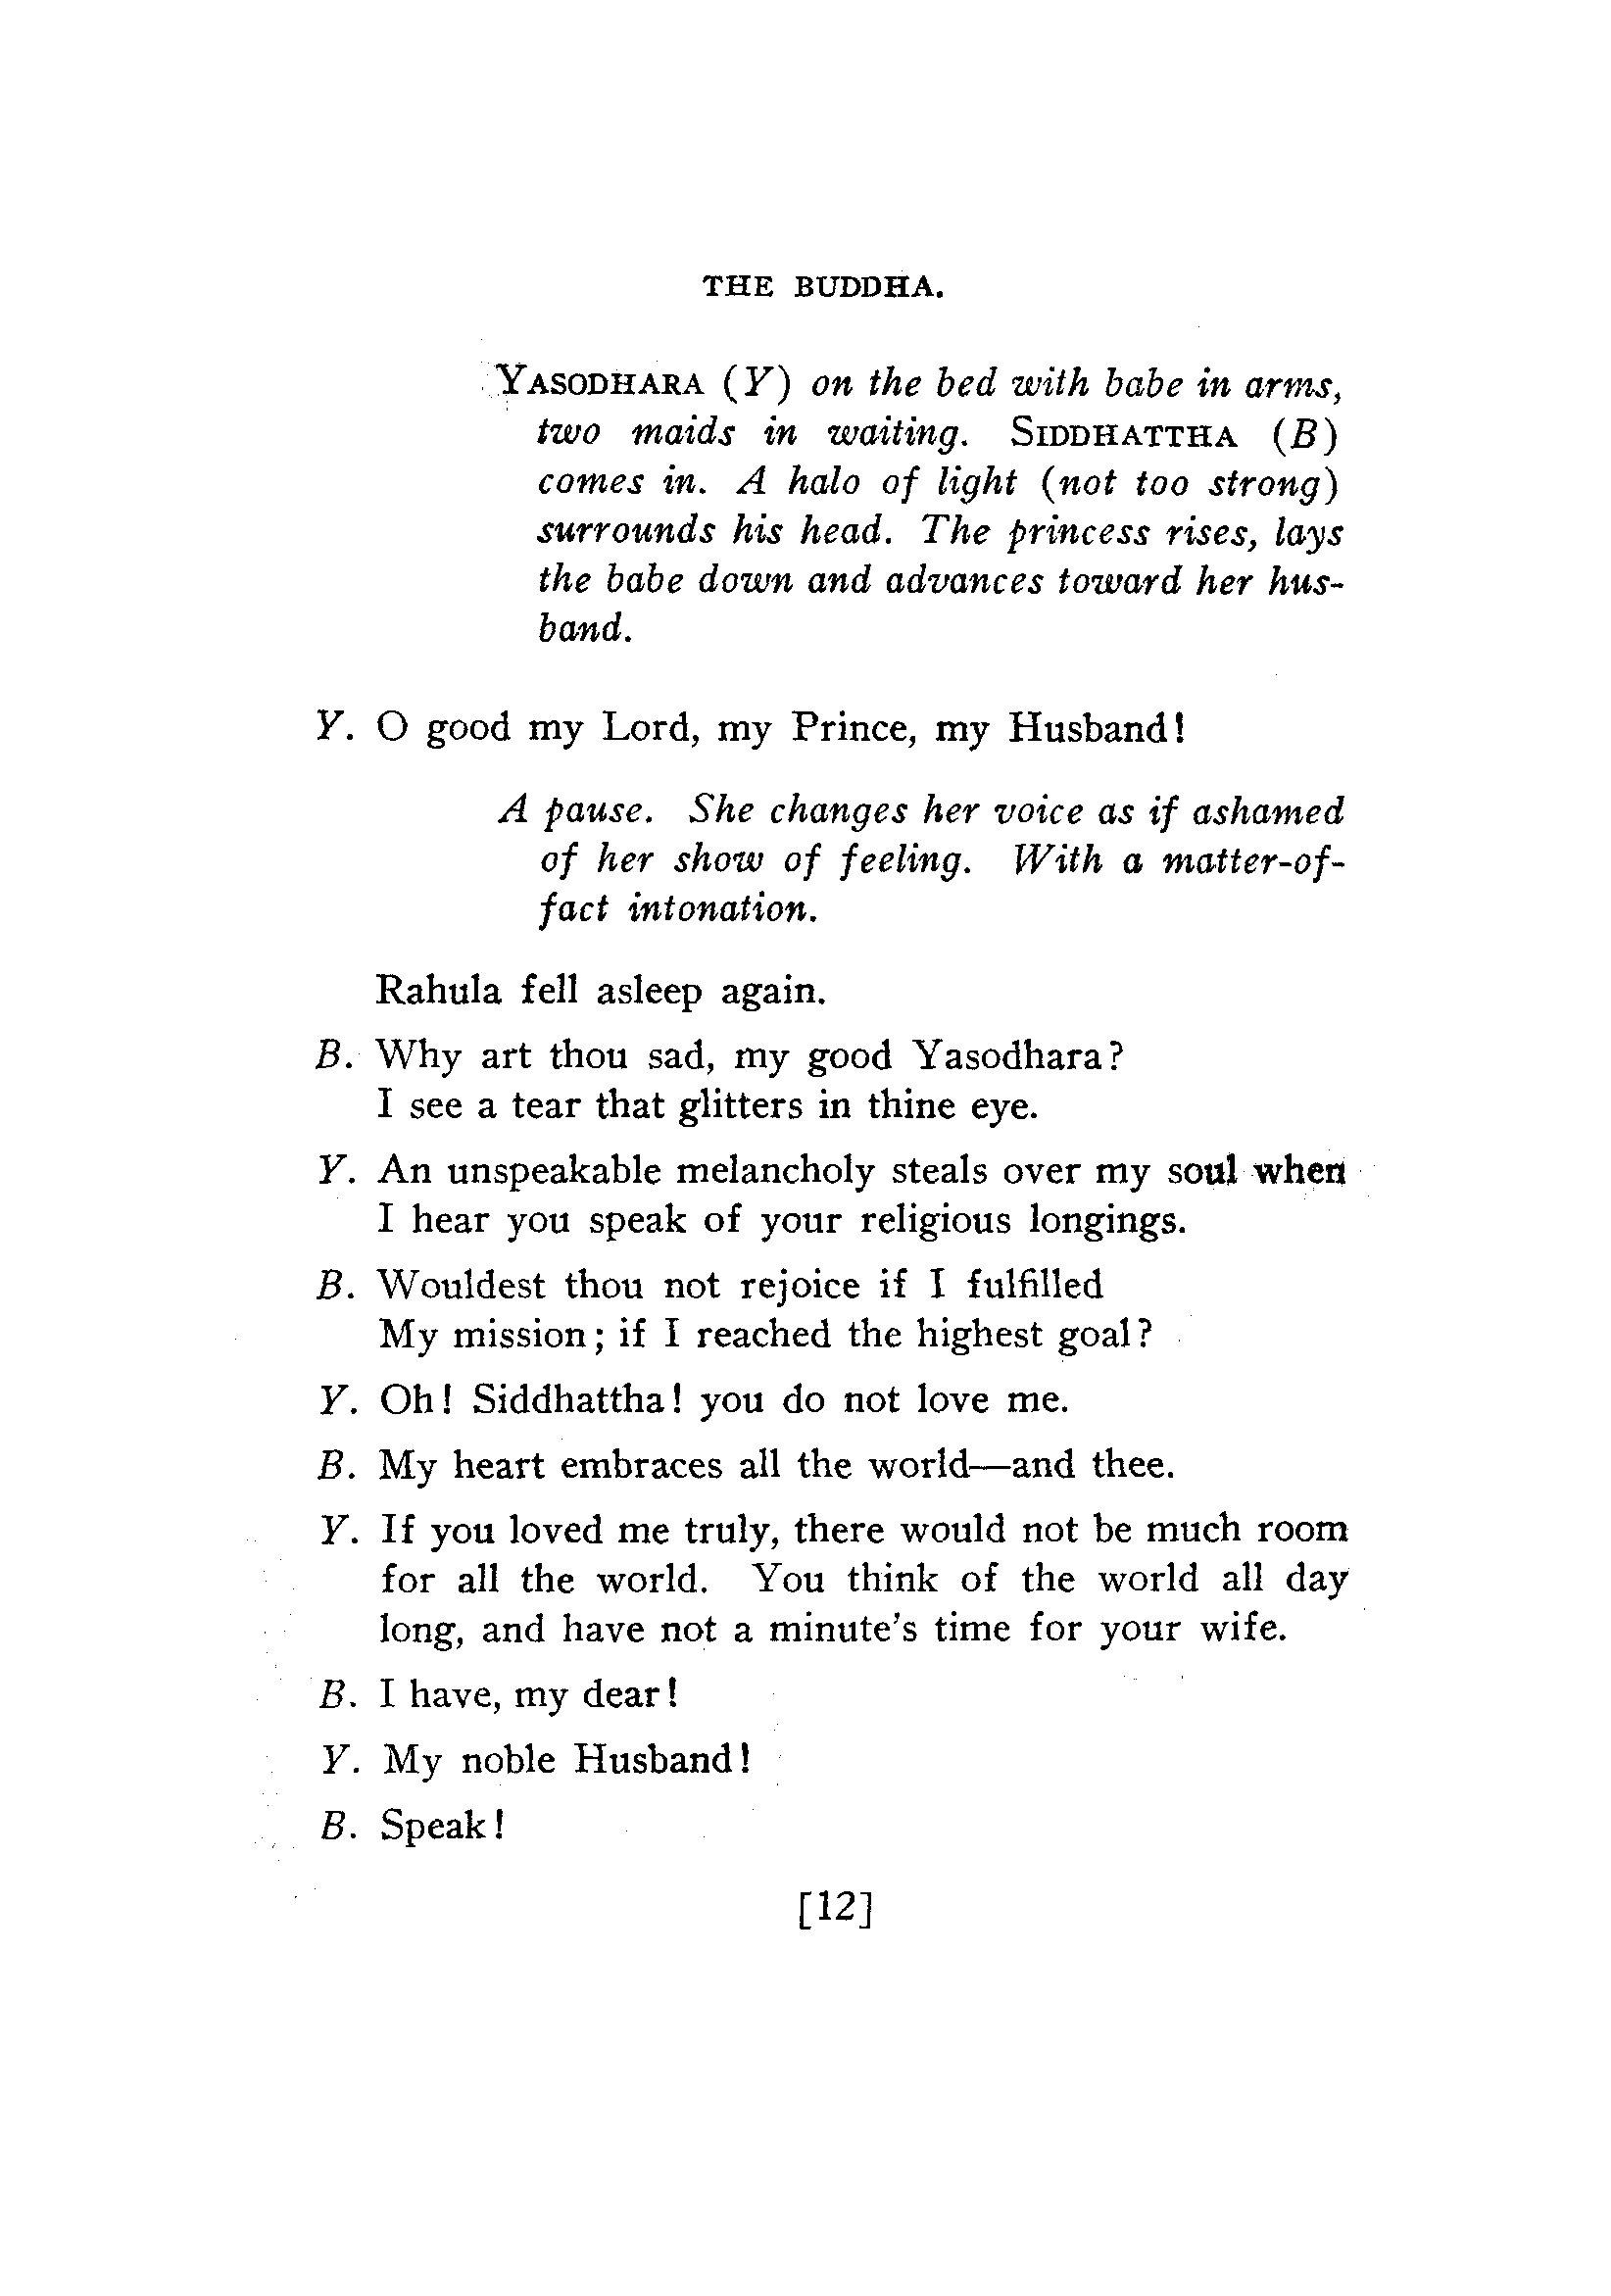 THE BUDDHA.
YASODHARA (Y) on the bed with babe in arms,
two maids in waiting. SIDDHATTHA (B)
comes in. A halo of light (not too strong)
surrounds his head. The princess rises, lays
the babe down and advances toward her hus-
band.
Y. O good my Lord, my Prince, my Husband!
A pause. She changes her voice as if ashamed
of her show of feeling. With a matter-of-
fact intonation.
Rahula fell asleep again.
B. Why art thou sad, my good Yasodhara?
I see a tear that glitters in thine eye.
Y. An unspeakable melancholy steals over my soul when
I hear you speak of your religious longings.
B. Wouldest thou not rejoice if I fulfilled
My mission; if I reached the highest goal?
Y. Oh! Siddhattha! you do not love me.
B. My heart embraces all the world—and thee.
Y. If you loved me truly, there would not be much room
for all the world. You think of the world all day
long, and have not a minute's time for your wife.
B. I have, my dear!
Y. My noble Husband!
B. Speak!
[12]